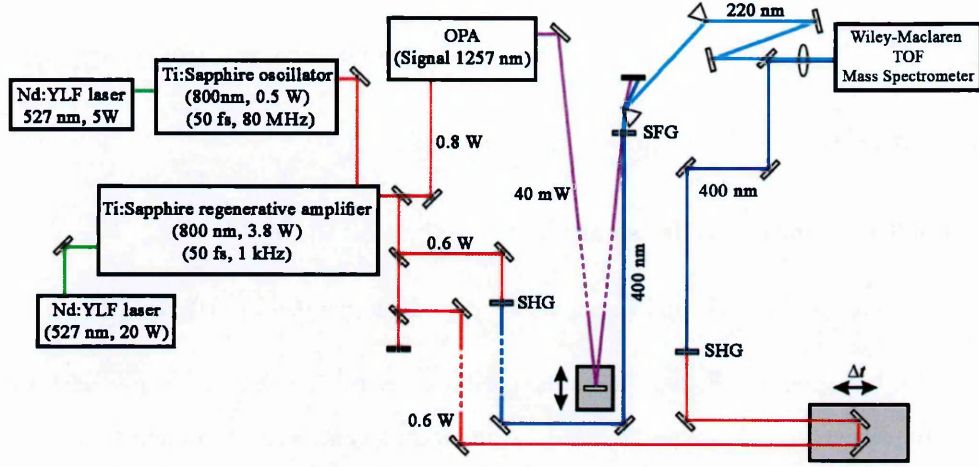 OPA
(Signal 1257 nm)
220 nm
Wiley-Maclaren
TOF
Mass Spectrometer
Nd:YLF laser
527 nm, 5W
Ti:Sapphire oscillator
(800nm, 0.5 W)
(50 fs, 80 MHz)
0.8 W
SFG
40 mW
400 nm
Ti:Sapphire regenerative amplifier
(800 nm, 3.8 W)
(50 fs, 1 kHz)
0.6 W
400 nm
SHG
Nd:YLF laser
(527 nm, 20 W)
SHG
Δt
0.6 W